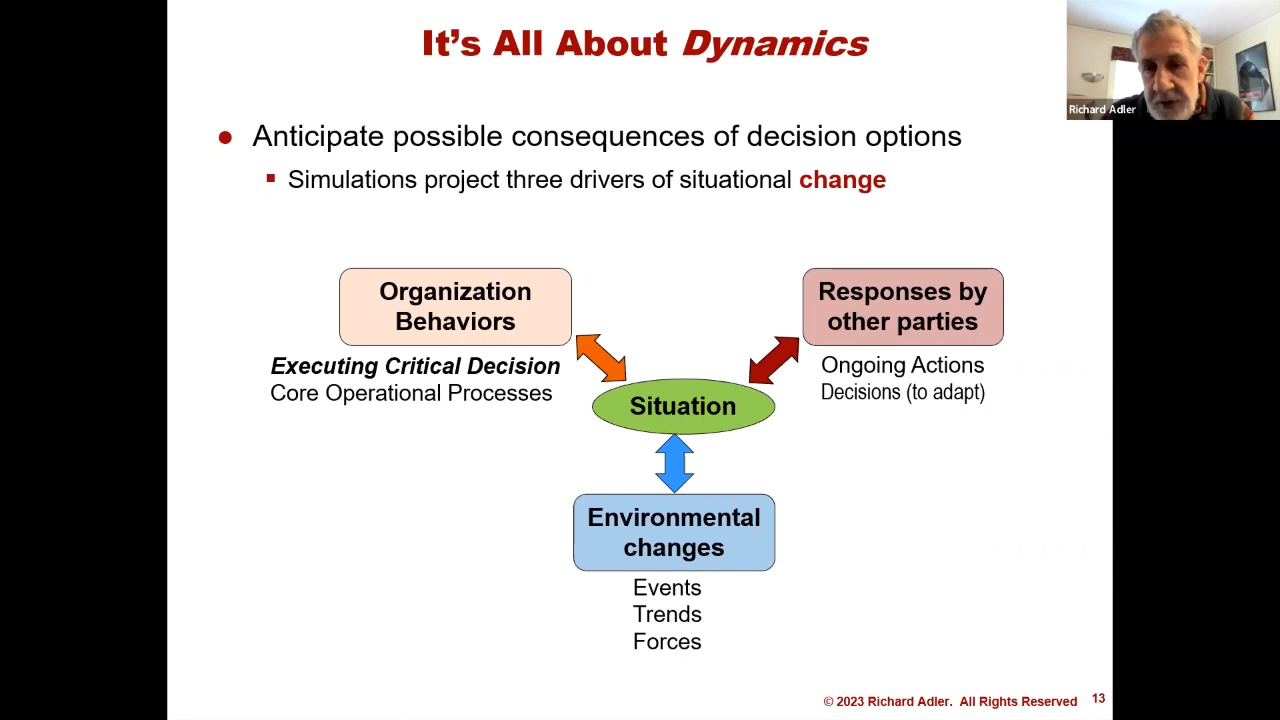 It's All About Dynamics
Richard Adler
● Anticipate possible consequences of decision options
▪ Simulations project three drivers of situational change
Organization
Behaviors
Executing Critical Decision
Core Operational Processes
Responses by
other parties
Ongoing Actions
Decisions (to adapt)
Situation
Environmental
changes
Events
Trends
Forces
© 2023 Richard Adler. All Rights Reserved 13